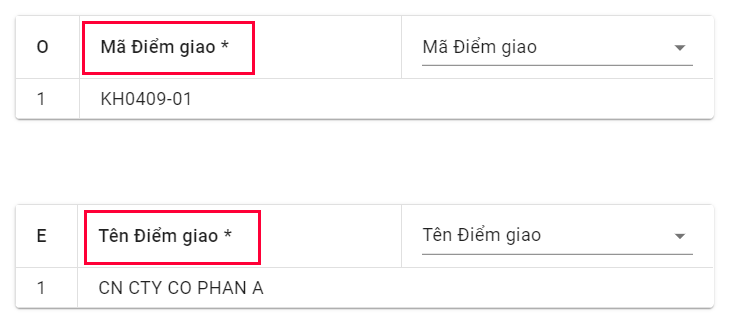 O Mã Điểm giao * Mã Điểm giao
1 KH0409-01
E Tên Điểm giao * Tên Điểm giao
1 CN CTY CO PHAN A